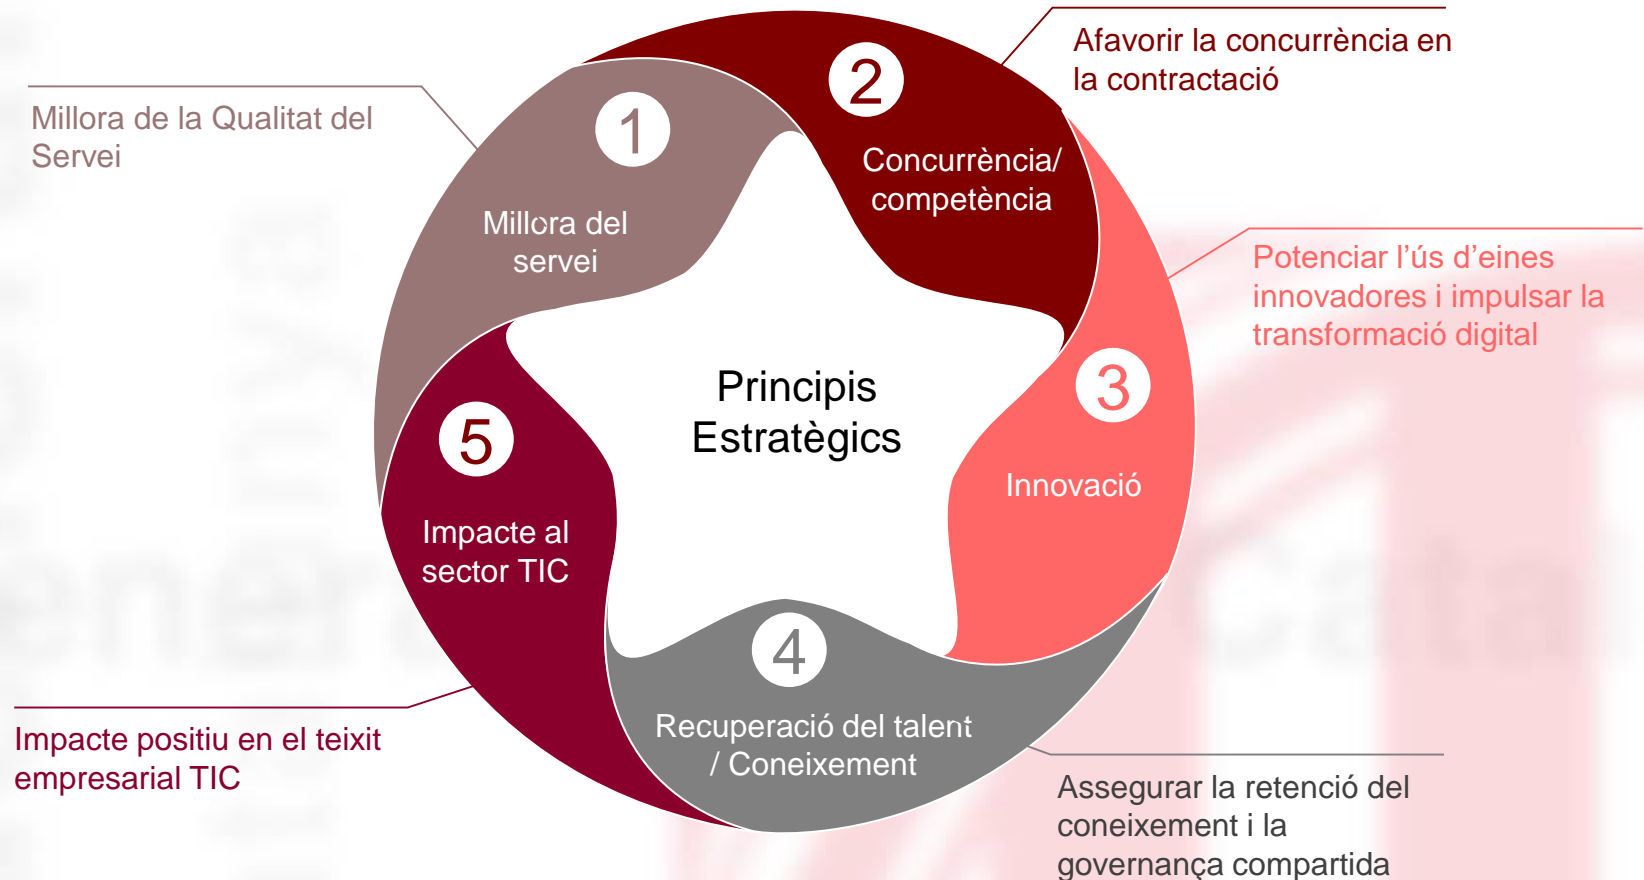 Millora de la Qualitat del
Servei
1
Millora del
servei
2
Concurrència/
competència
Afavorir la concurrència en
la contractació
3
Innovació
Potenciar l'ús d'eines
innovadores i impulsar la
transformació digital
Principis
Estratègics
4
Recuperació del talent
/ Coneixement
Assegurar la retenció del
coneixement i la
governança compartida
5
Impacte al
sector TIC
Impacte positiu en el teixit
empresarial TIC